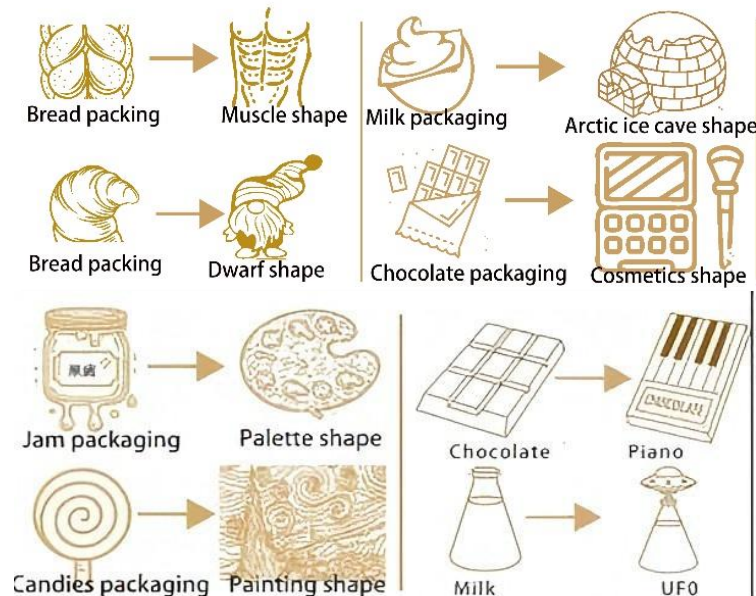 Bread packing
Muscle shape
Milk packaging
Arctic ice cave shape
Bread packing
Dwarf shape
Chocolate packaging
Cosmetics shape
Jam packaging
Palette shape
Chocolate
Piano
Candies packaging
Painting shape
Milk
UFO